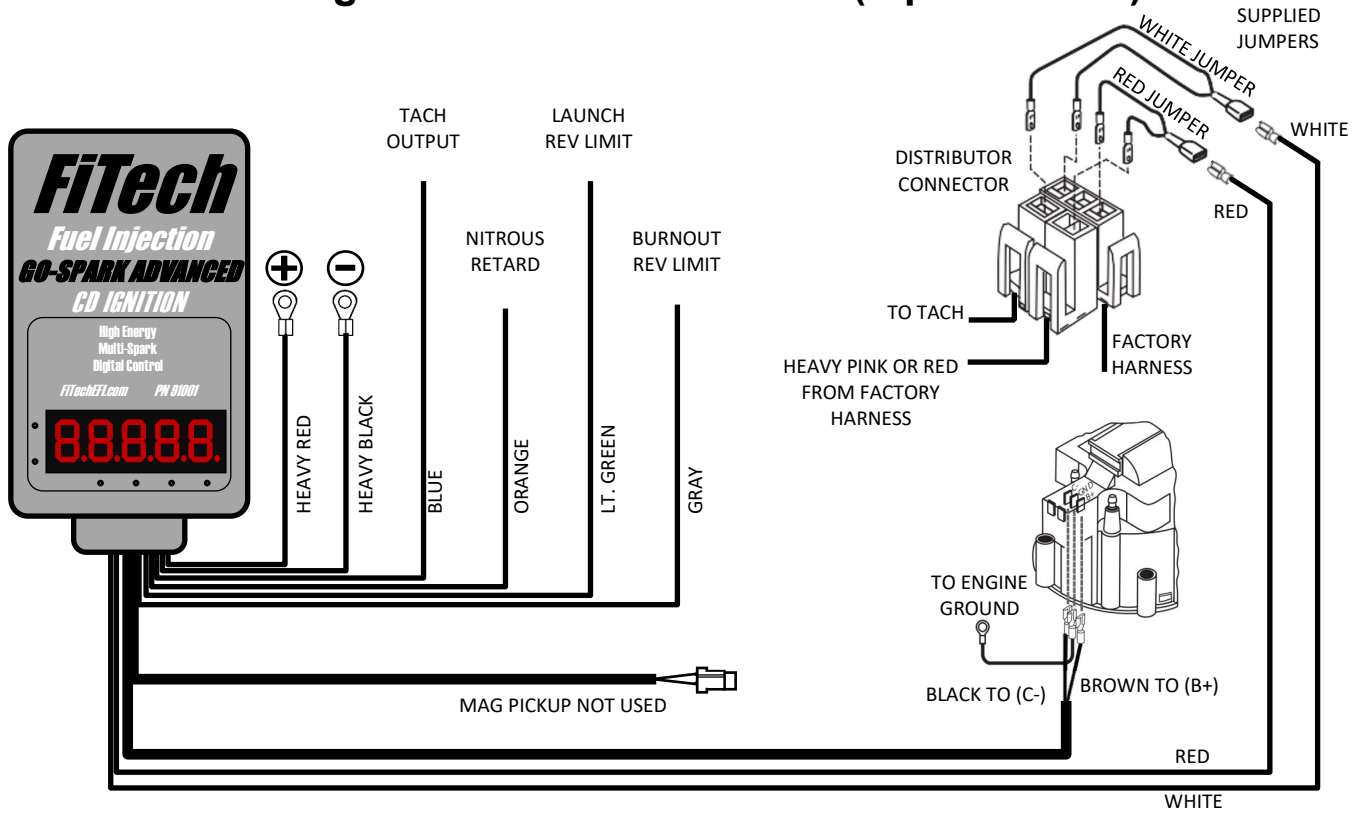 SUPPLIED
JUMPERS
WHITE JUMPER
RED JUMPER
WHITE
RED
TACH
OUTPUT
LAUNCH
REV LIMIT
NITROUS
RETARD
BURNOUT
REV LIMIT
DISTRIBUTOR
CONNECTOR
FiTech
Fuel Injection
GO-SPARK ADVANCED
CD IGNITION
High Energy
Multi-Spark
Digital Control
FiTechEFI.com PN 91001
8.8.8.8.8.
+
-
HEAVY RED
HEAVY BLACK
BLUE
ORANGE
LT. GREEN
GRAY
TO TACH
HEAVY PINK OR RED
FROM FACTORY
HARNESS
FACTORY
HARNESS
C-
GND
B+
TO ENGINE
GROUND
BLACK TO (C-)
BROWN TO (B+)
MAG PICKUP NOT USED
RED
WHITE